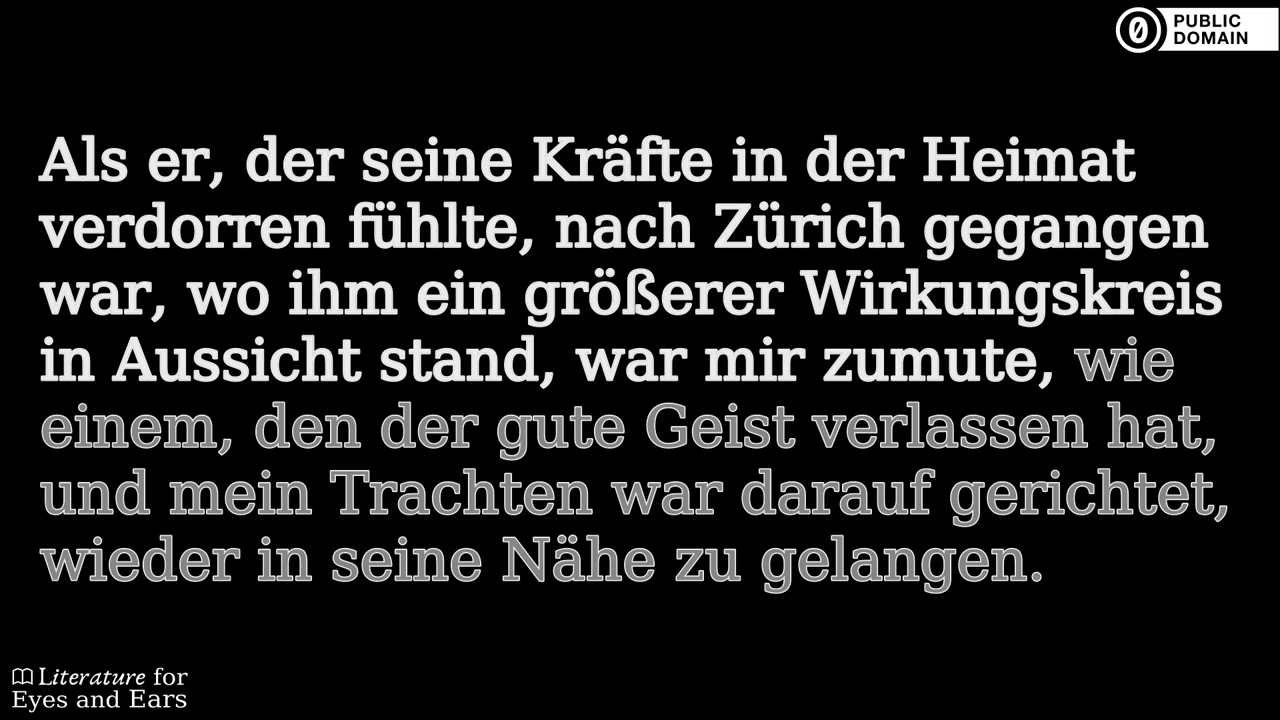 PUBLIC
DOMAIN
Als er, der seine Kräfte in der Heimat
verdorren fühlte, nach Zürich gegangen
war, wo ihm ein größerer Wirkungskreis
in Aussicht stand, war mir zumute, wie
einem, den der gute Geist verlassen hat,
und mein Trachten war darauf gerichtet,
wieder in seine Nähe zu gelangen.
Literature for
Eyes and Ears